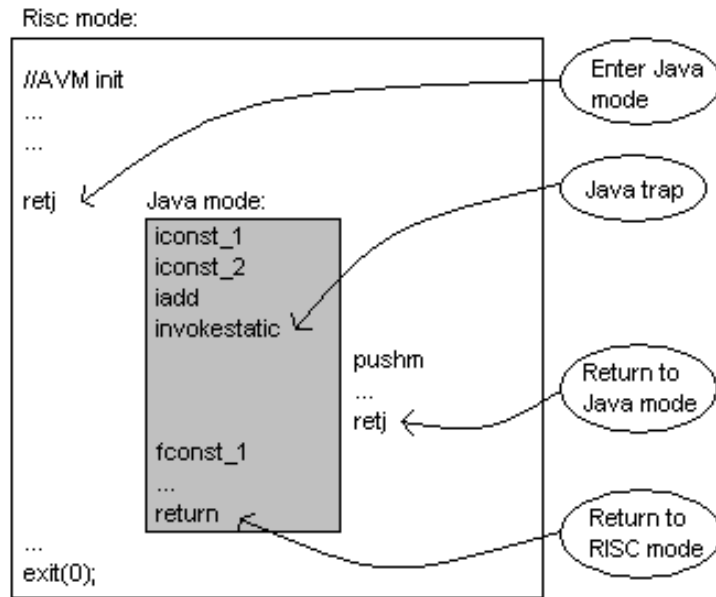 Risc mode:
//AVM init
...
...
retj
Java mode:
iconst_1
iconst_2
iadd
invokestatic
pushm
...
retj
fconst_1
...
return
...
exit(0);
Enter Java
mode
Java trap
Return to
Java mode
Return to
RISC mode